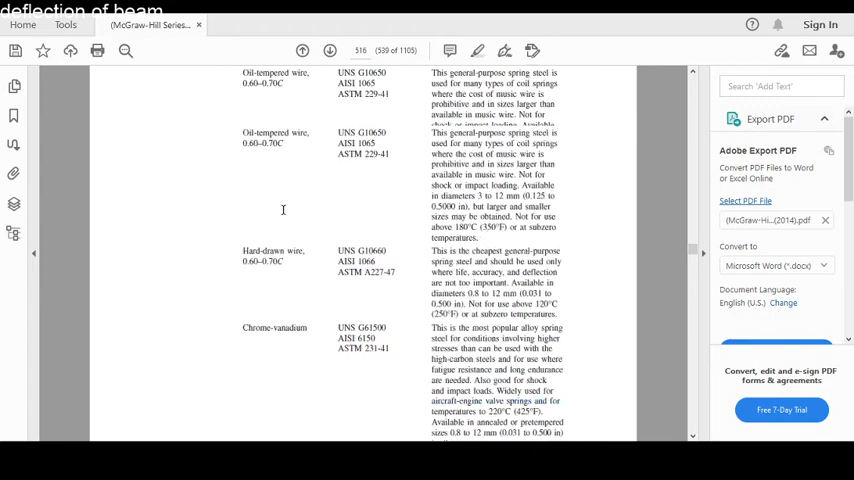 deflection of beam
Home Tools (McGraw-Hill Series... × Sign In
516 (539 of 1105)
Oil-tempered wire, UNS G10650 This general-purpose spring steel is
0.60–0.70C AISI 1065 used for many types of coil springs
ASTM 229-41 where the cost of music wire is
prohibitive and in sizes larger than
available in music wire. Not for
shock or impact loading. Available
Oil-tempered wire, UNS G10650 This general-purpose spring steel is
0.60–0.70C AISI 1065 used for many types of coil springs
ASTM 229-41 where the cost of music wire is
prohibitive and in sizes larger than
available in music wire. Not for
shock or impact loading. Available
in diameters 3 to 12 mm (0.125 to
0.5000 in), but larger and smaller
sizes may be obtained. Not for use
above 180°C (350°F) or at subzero
temperatures.
Hard-drawn wire, UNS G10660 This is the cheapest general-purpose
0.60–0.70C AISI 1066 spring steel and should be used only
ASTM A227-47 where life, accuracy, and deflection
are not too important. Available in
diameters 0.8 to 12 mm (0.031 to
0.500 in). Not for use above 120°C
(250°F) or at subzero temperatures.
Chrome-vanadium UNS G61500 This is the most popular alloy spring
AISI 6150 steel for conditions involving higher
ASTM 231-41 stresses than can be used with the
high-carbon steels and for use where
fatigue resistance and long endurance
are needed. Also good for shock
and impact loads. Widely used for
aircraft-engine valve springs and for
temperatures to 220°C (425°F).
Available in annealed or pretempered
sizes 0.8 to 12 mm (0.031 to 0.500 in)
Search 'Add Text'
Export PDF
Adobe Export PDF
Convert PDF Files to Word
or Excel Online
Select PDF File
(McGraw-Hi...(2014).pdf ×
Convert to
Microsoft Word (*.docx)
Document Language:
English (U.S.) Change
Convert, edit and e-sign PDF
forms & agreements
Free 7-Day Trial